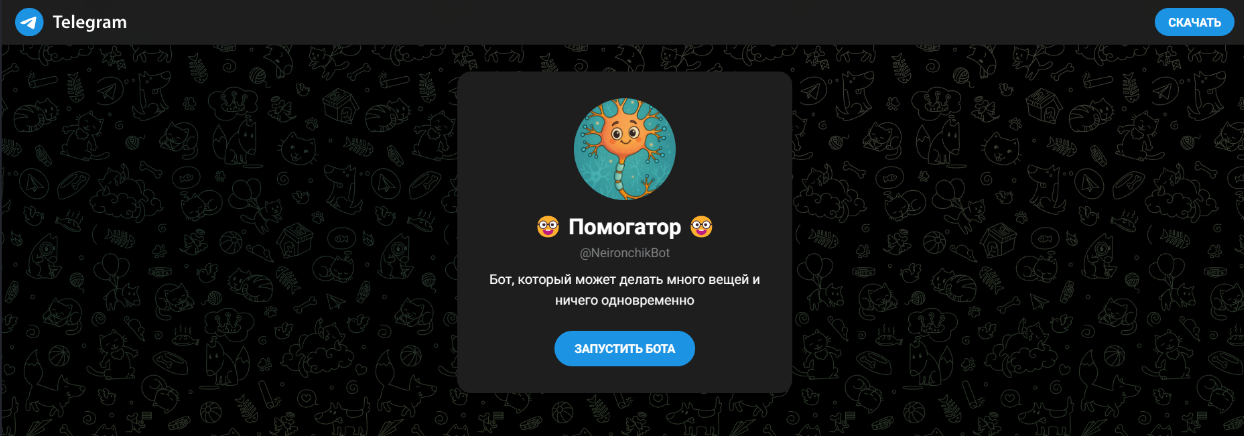 Telegram
СКАЧАТЬ
🤓 Помогатор 🤓
@NeironchikBot
Бот, который может делать много вещей и
ничего одновременно
ЗАПУСТИТЬ БОТА